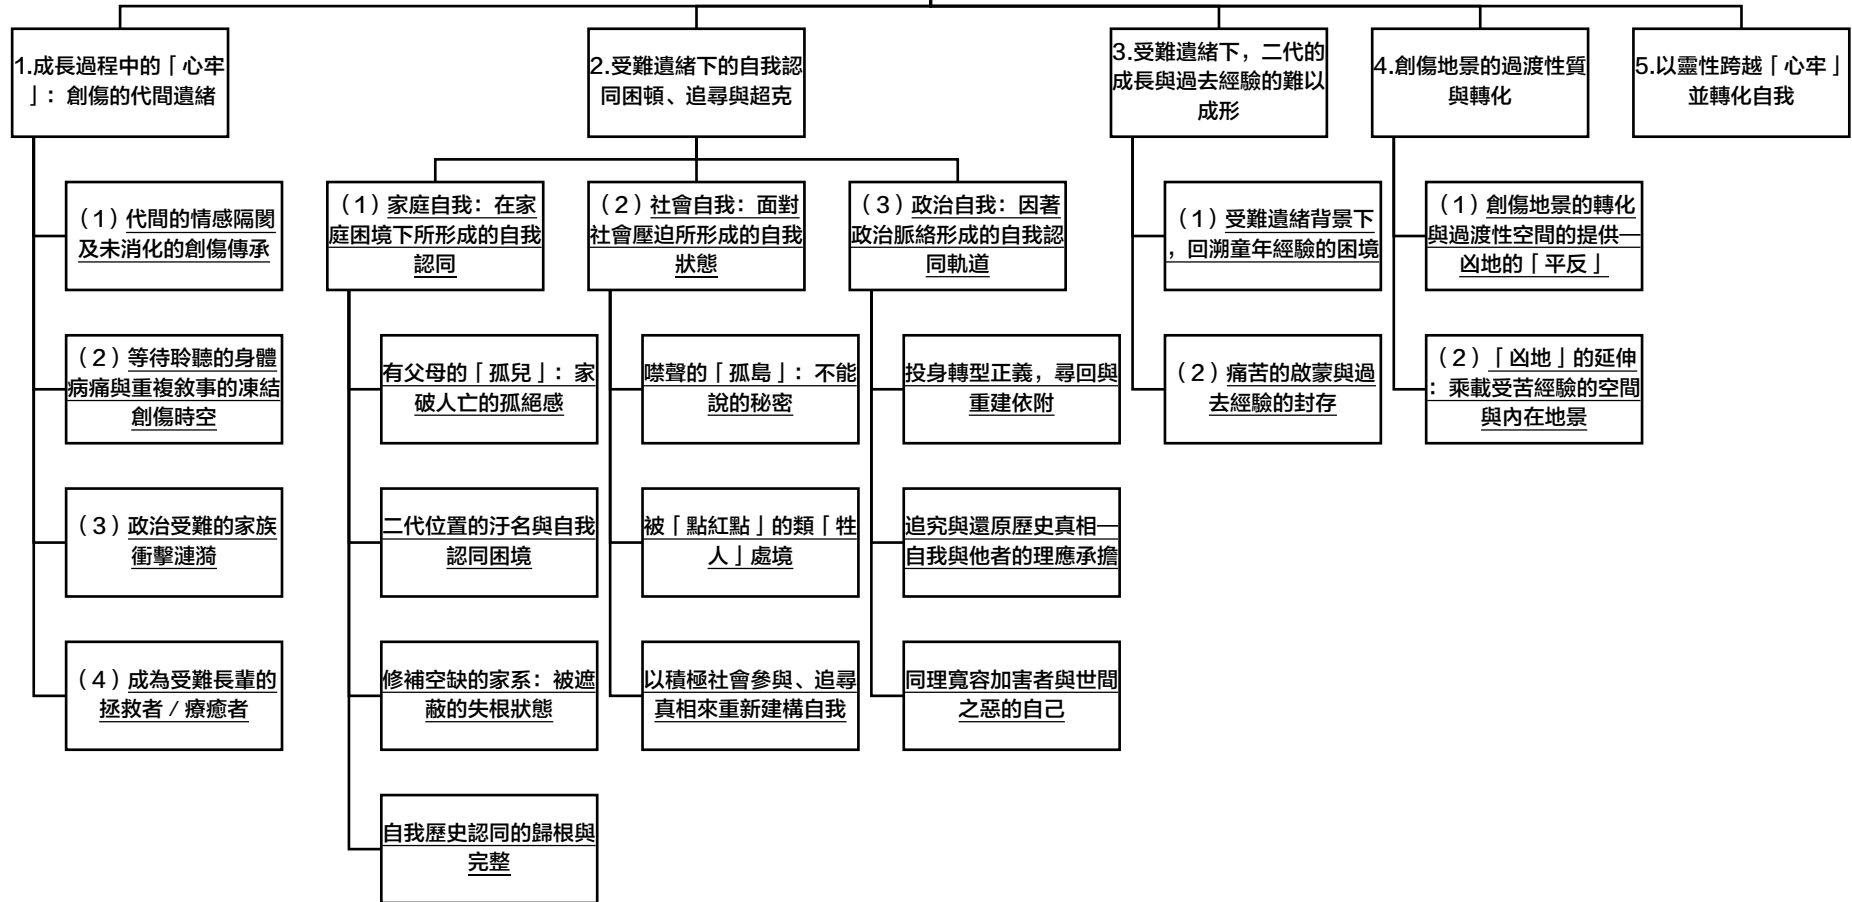 1.成長過程中的「心牢
」：創傷的代間遺緒
（1）代間的情感隔閡
及未消化的創傷傳承
（2）等待聆聽的身體
病痛與重複敘事的凍結
創傷時空
（3）政治受難的家族
衝擊漣漪
（4）成為受難長輩的
拯救者／療癒者
2.受難遺緒下的自我認
同困頓、追尋與超克
（1）家庭自我：在家
庭困境下所形成的自我
認同
有父母的「孤兒」：家
破人亡的孤絕感
二代位置的汙名與自我
認同困境
修補空缺的家系：被遮
蔽的失根狀態
自我歷史認同的歸根與
完整
（2）社會自我：面對
社會壓迫所形成的自我
狀態
噤聲的「孤島」：不能
說的秘密
被「點紅點」的類「牲
人」處境
以積極社會參與、追尋
真相來重新建構自我
（3）政治自我：因著
政治脈絡形成的自我認
同軌道
投身轉型正義，尋回與
重建依附
追究與還原歷史真相—
自我與他者的理應承擔
同理寬容加害者與世間
之惡的自己
3.受難遺緒下，二代的
成長與過去經驗的難以
成形
（1）受難遺緒背景下
，回溯童年經驗的困境
（2）痛苦的啟蒙與過
去經驗的封存
4.創傷地景的過渡性質
與轉化
（1）創傷地景的轉化
與過渡性空間的提供—
凶地的「平反」
（2）「凶地」的延伸
：乘載受苦經驗的空間
與內在地景
5.以靈性跨越「心牢」
並轉化自我